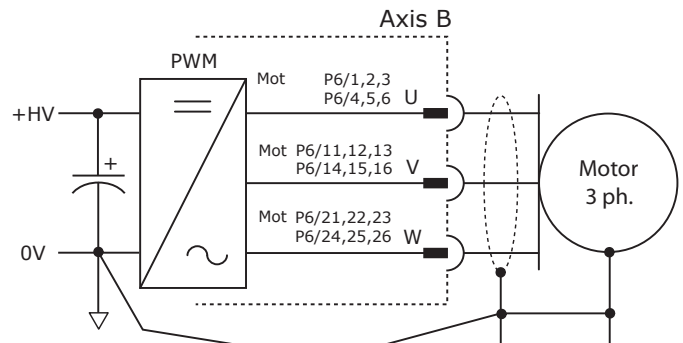 Axis B
PWM
Mot P6/1,2,3
P6/4,5,6 U
+HV
+
Mot P6/11,12,13
P6/14,15,16 V
Motor
3 ph.
Mot P6/21,22,23
P6/24,25,26 W
0V